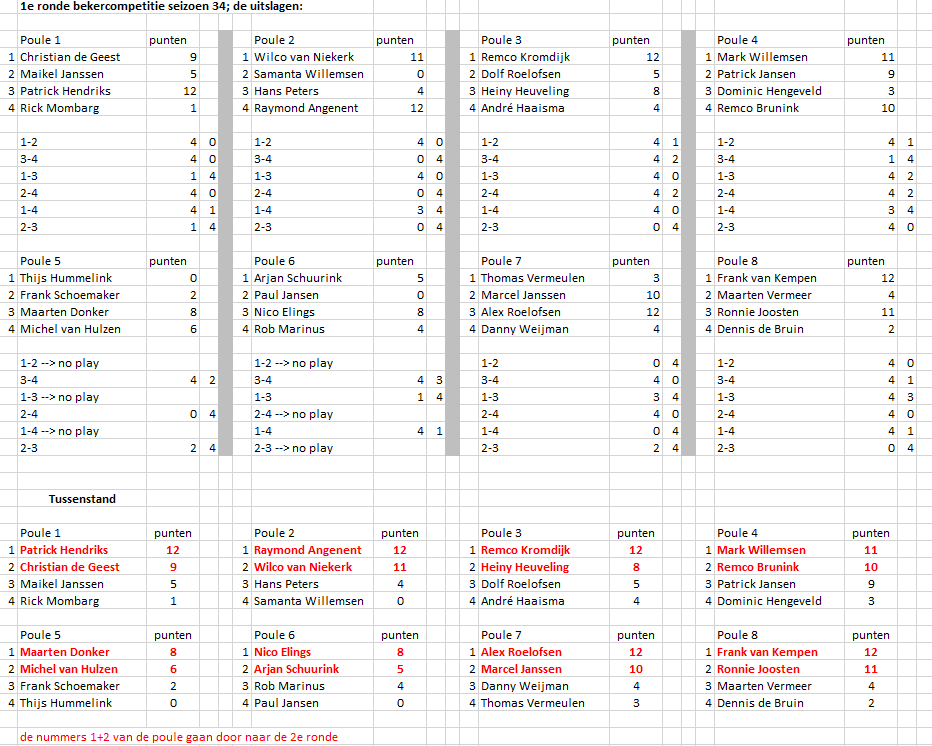 1e ronde bekercompetitie seizoen 34; de uitslagen:
Poule 1 punten Poule 2 punten Poule 3 punten Poule 4 punten
1 Christian de Geest 9 1 Wilco van Niekerk 11 1 Remco Kromdijk 12 1 Mark Willemsen 11
2 Maikel Janssen 5 2 Samanta Willemsen 0 2 Dolf Roelofsen 5 2 Patrick Jansen 9
3 Patrick Hendriks 12 3 Hans Peters 4 3 Heiny Heuveling 8 3 Dominic Hengeveld 3
4 Rick Mombarg 1 4 Raymond Angenent 12 4 André Haaisma 4 4 Remco Brunink 10
1-2 4 0 1-2 4 0 1-2 4 1 1-2 4 1
3-4 4 0 3-4 0 4 3-4 4 2 3-4 1 4
1-3 1 4 1-3 4 0 1-3 4 0 1-3 4 2
2-4 4 0 2-4 0 4 2-4 4 2 2-4 4 2
1-4 4 1 1-4 3 4 1-4 4 0 1-4 3 4
2-3 1 4 2-3 0 4 2-3 0 4 2-3 4 0
Poule 5 punten Poule 6 punten Poule 7 punten Poule 8 punten
1 Thijs Hummelink 0 1 Arjan Schuurink 5 1 Thomas Vermeulen 3 1 Frank van Kempen 12
2 Frank Schoemaker 2 2 Paul Jansen 0 2 Marcel Janssen 10 2 Maarten Vermeer 4
3 Maarten Donker 8 3 Nico Elings 8 3 Alex Roelofsen 12 3 Ronnie Joosten 11
4 Michel van Hulzen 6 4 Rob Marinus 4 4 Danny Weijman 4 4 Dennis de Bruin 2
1-2 --> no play 1-2 --> no play 1-2 0 4 1-2 4 0
3-4 4 2 3-4 4 3 3-4 4 0 3-4 4 1
1-3 --> no play 1-3 1 4 1-3 3 4 1-3 4 3
2-4 0 4 2-4 --> no play 2-4 4 0 2-4 4 0
1-4 --> no play 1-4 4 1 1-4 0 4 1-4 4 1
2-3 2 4 2-3 --> no play 2-3 2 4 2-3 0 4
Tussenstand
Poule 1 punten Poule 2 punten Poule 3 punten Poule 4 punten
1 Patrick Hendriks 12 1 Raymond Angenent 12 1 Remco Kromdijk 12 1 Mark Willemsen 11
2 Christian de Geest 9 2 Wilco van Niekerk 11 2 Heiny Heuveling 8 2 Remco Brunink 10
3 Maikel Janssen 5 3 Hans Peters 4 3 Dolf Roelofsen 5 3 Patrick Jansen 9
4 Rick Mombarg 1 4 Samanta Willemsen 0 4 André Haaisma 4 4 Dominic Hengeveld 3
Poule 5 punten Poule 6 punten Poule 7 punten Poule 8 punten
1 Maarten Donker 8 1 Nico Elings 8 1 Alex Roelofsen 12 1 Frank van Kempen 12
2 Michel van Hulzen 6 2 Arjan Schuurink 5 2 Marcel Janssen 10 2 Ronnie Joosten 11
3 Frank Schoemaker 2 3 Rob Marinus 4 3 Danny Weijman 4 3 Maarten Vermeer 4
4 Thijs Hummelink 0 4 Paul Jansen 0 4 Thomas Vermeulen 3 4 Dennis de Bruin 2
de nummers 1+2 van de poule gaan door naar de 2e ronde